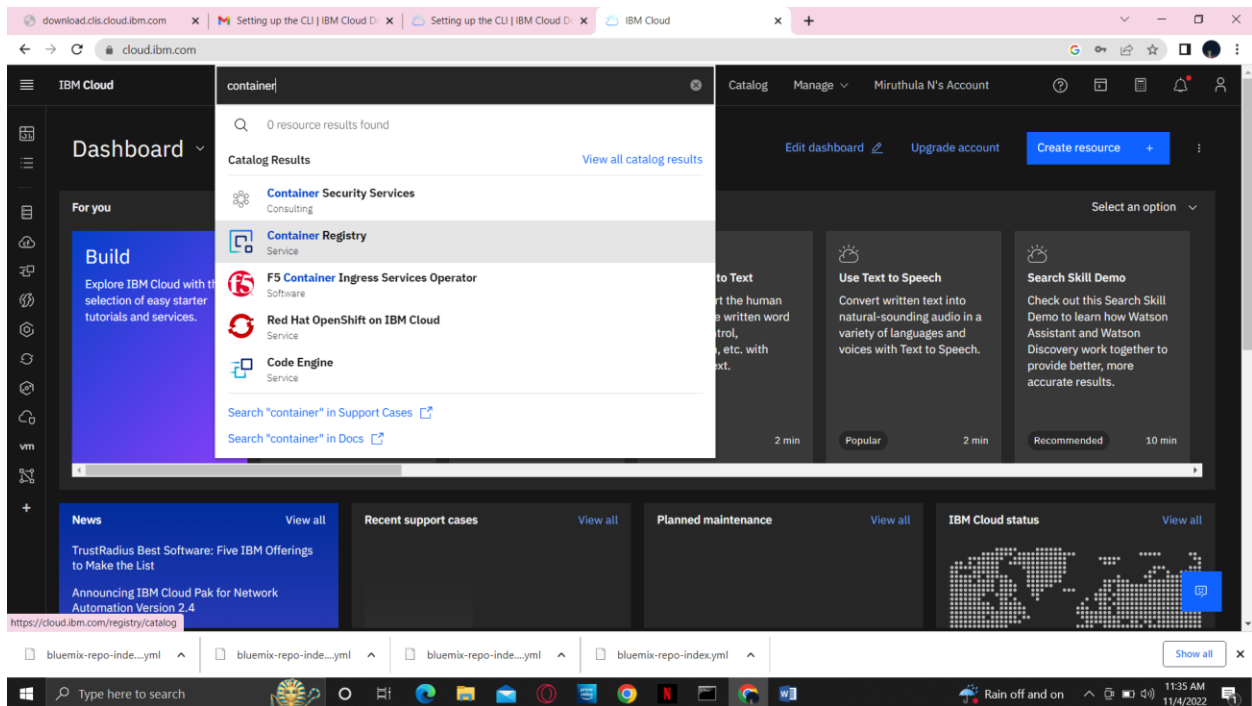 download.clis.cloud.ibm.com
Setting up the CLI | IBM Cloud D
Setting up the CLI | IBM Cloud D
IBM Cloud
cloud.ibm.com
IBM Cloud
container
Catalog
Manage
Miruthula N's Account
0 resource results found
Dashboard
Catalog Results
View all catalog results
Edit dashboard
Upgrade account
Create resource +
Container Security Services
Consulting
For you
Select an option
Container Registry
Service
Build
Explore IBM Cloud with th
selection of easy starter
tutorials and services.
F5 Container Ingress Services Operator
Software
Red Hat OpenShift on IBM Cloud
Service
Code Engine
Service
Search "container" in Support Cases
Search "container" in Docs
to Text
rt the human
e written word
trol,
, etc. with
ext.
2 min
Use Text to Speech
Convert written text into
natural-sounding audio in a
variety of languages and
voices with Text to Speech.
Popular
2 min
Search Skill Demo
Check out this Search Skill
Demo to learn how Watson
Assistant and Watson
Discovery work together to
provide better, more
accurate results.
Recommended
10 min
vm
News
View all
Recent support cases
View all
Planned maintenance
View all
IBM Cloud status
View all
TrustRadius Best Software: Five IBM Offerings
to Make the List
Announcing IBM Cloud Pak for Network
Automation Version 2.4
https://cloud.ibm.com/registry/catalog
bluemix-repo-inde....yml
bluemix-repo-inde....yml
bluemix-repo-inde....yml
bluemix-repo-index.yml
Show all
Type here to search
Rain off and on
11:35 AM
11/4/2022